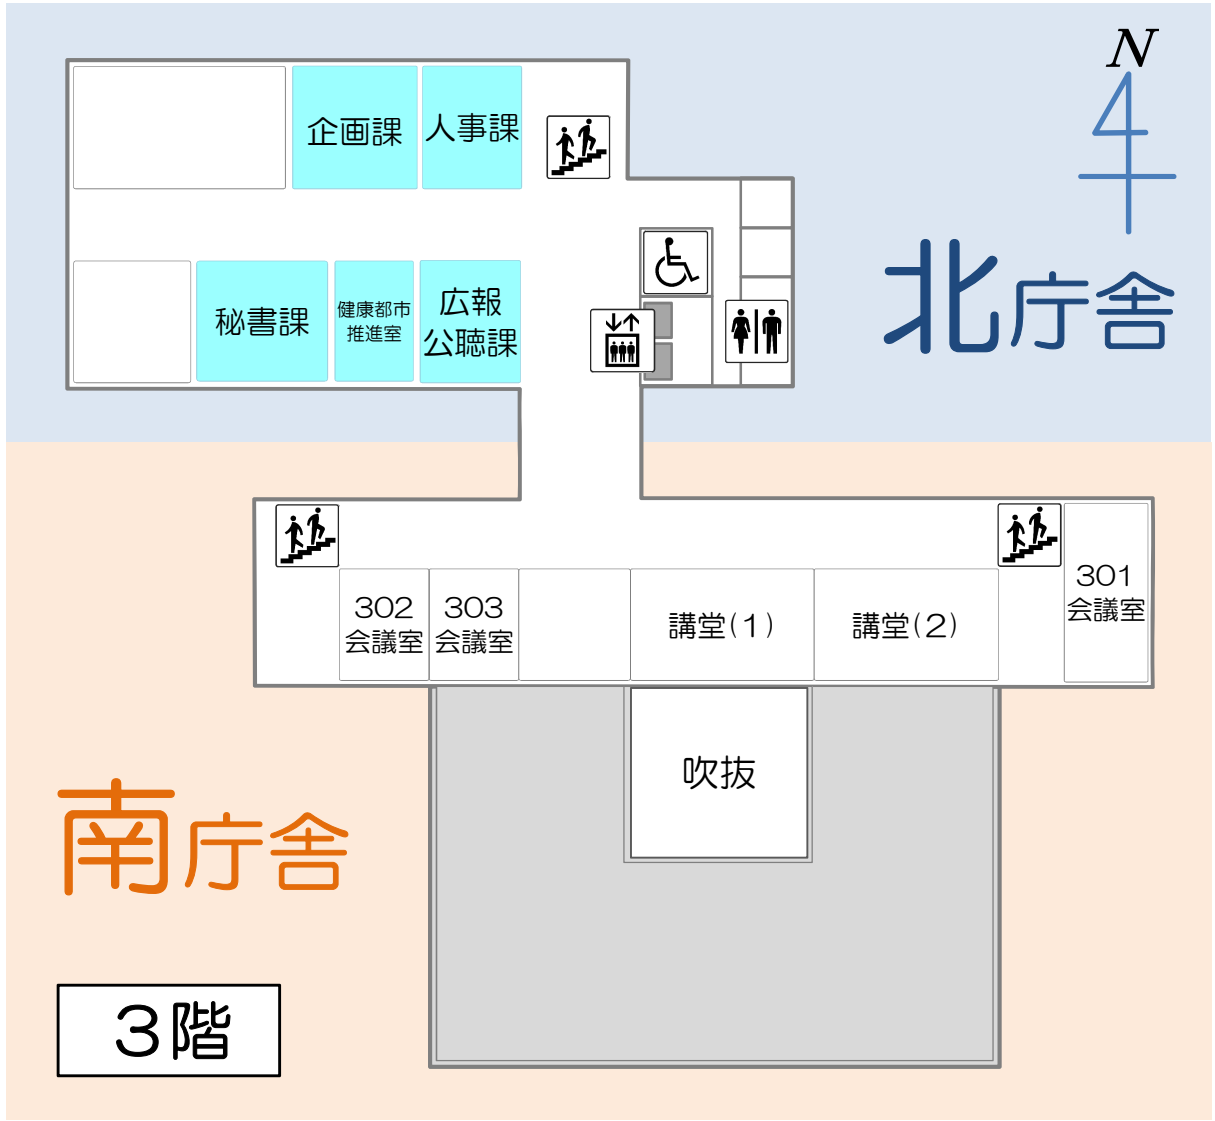 N
企画課
人事課
北庁舎
秘書課
健康都市
推進室
広報
公聴課
302
会議室
303
会議室
講堂(1)
講堂(2)
301
会議室
吹抜
南庁舎
3階